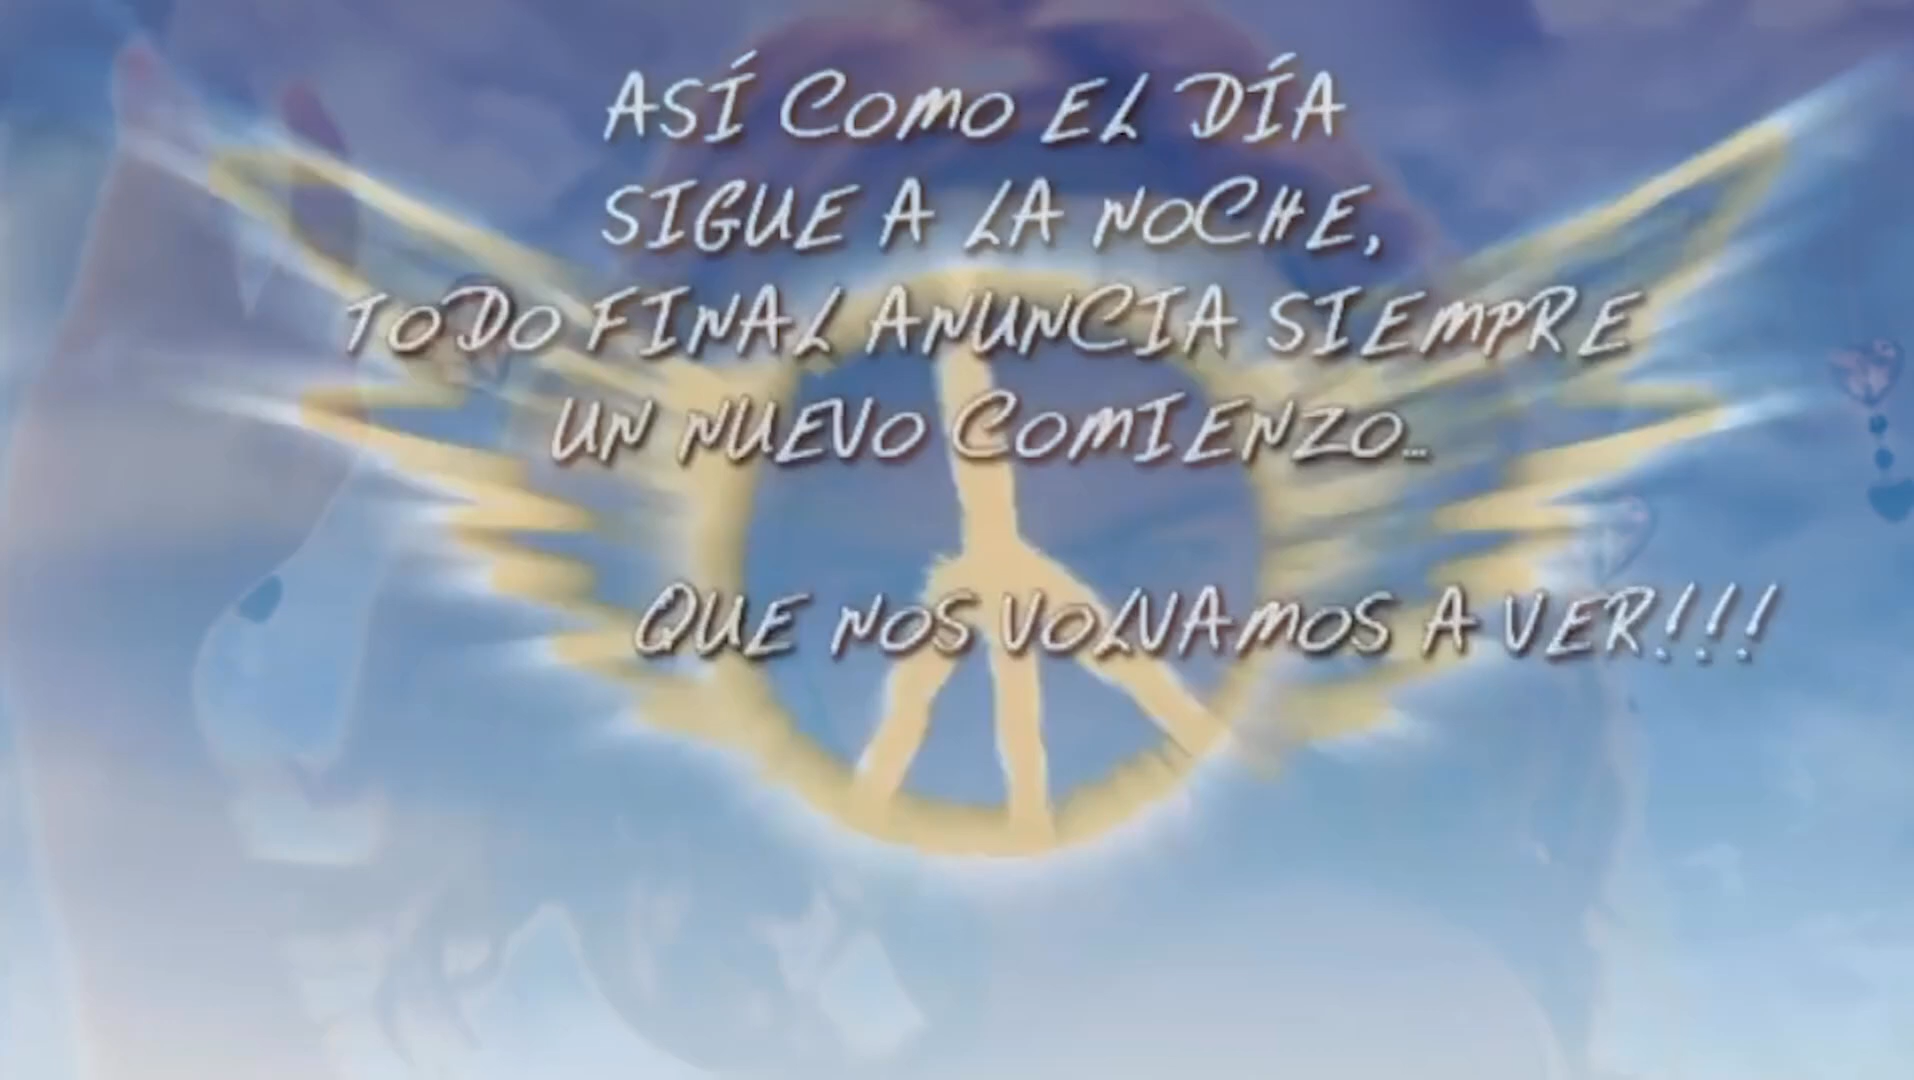 ASÍ COMO EL DÍA
SIGUE A LA NOCHE,
TODO FINAL ANUNCIA SIEMPRE
UN NUEVO COMIENZO...
QUE NOS VOLVAMOS A VER!!!